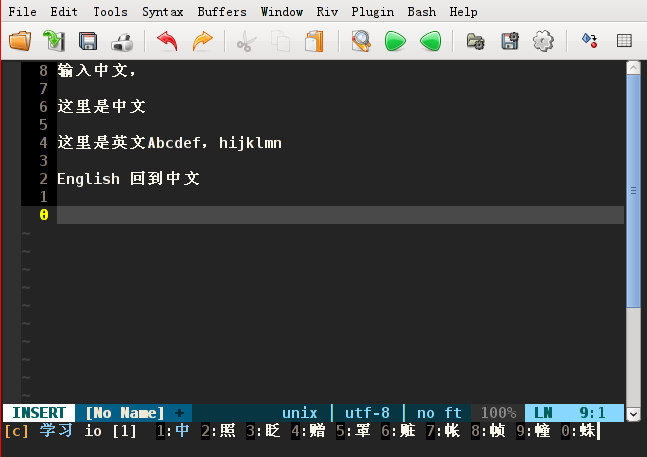 File Edit Tools Syntax Buffers Window Riv Plugin Bash Help
8 输入中文，
7
6 这里是中文
5
4 这里是英文Abcdef，hijklmn
3
2 English 回到中文
1
0
~
~
~
~
~
~
~
~
~
~
INSERT [No Name] + unix | utf-8 | no ft 100% LN 9:1
[c] 学习 io [1] 1:中 2:照 3:眨 4:赠 5:罩 6:赃 7:帐 8:帧 9:幢 0:蛛